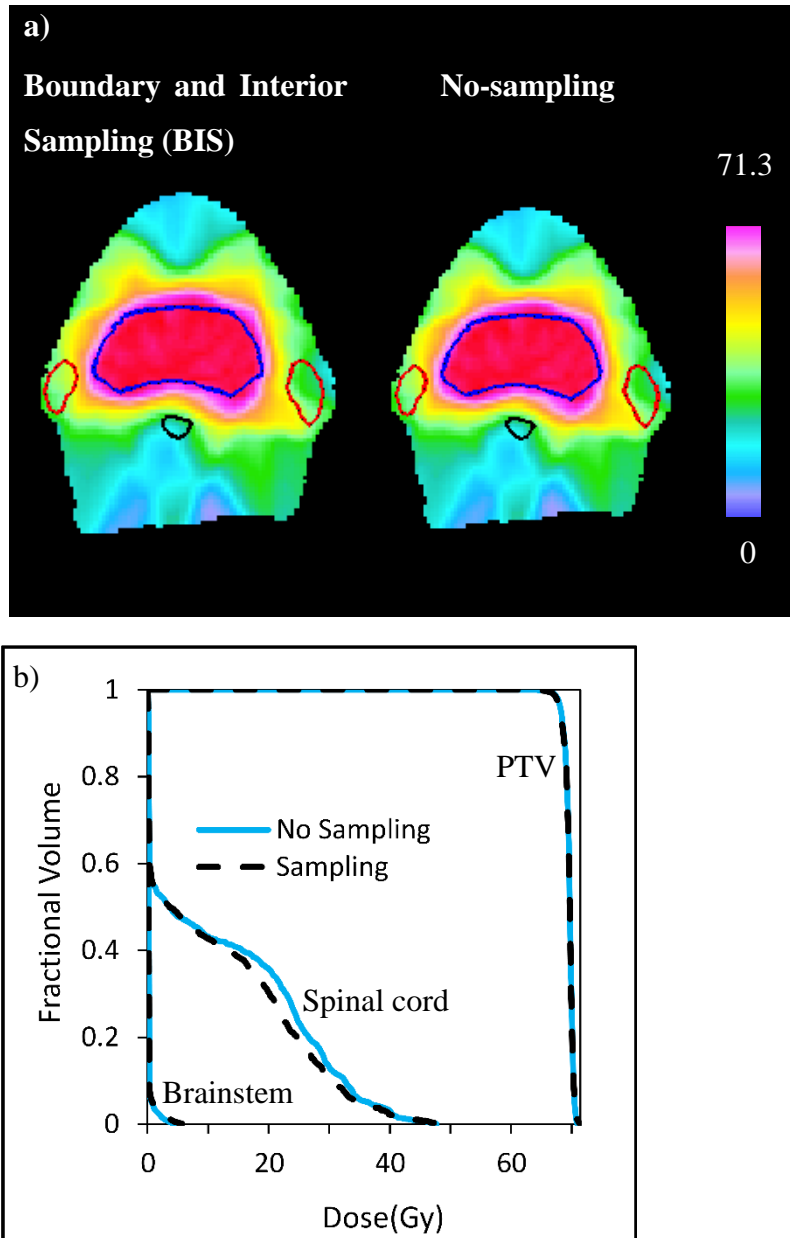 a)
Boundary and Interior
Sampling (BIS)
No-sampling
71.3
0
b)
1
0.8
0.6
0.4
0.2
0
Fractional Volume
PTV
No Sampling
Sampling
Spinal cord
Brainstem
0
20
40
60
Dose(Gy)